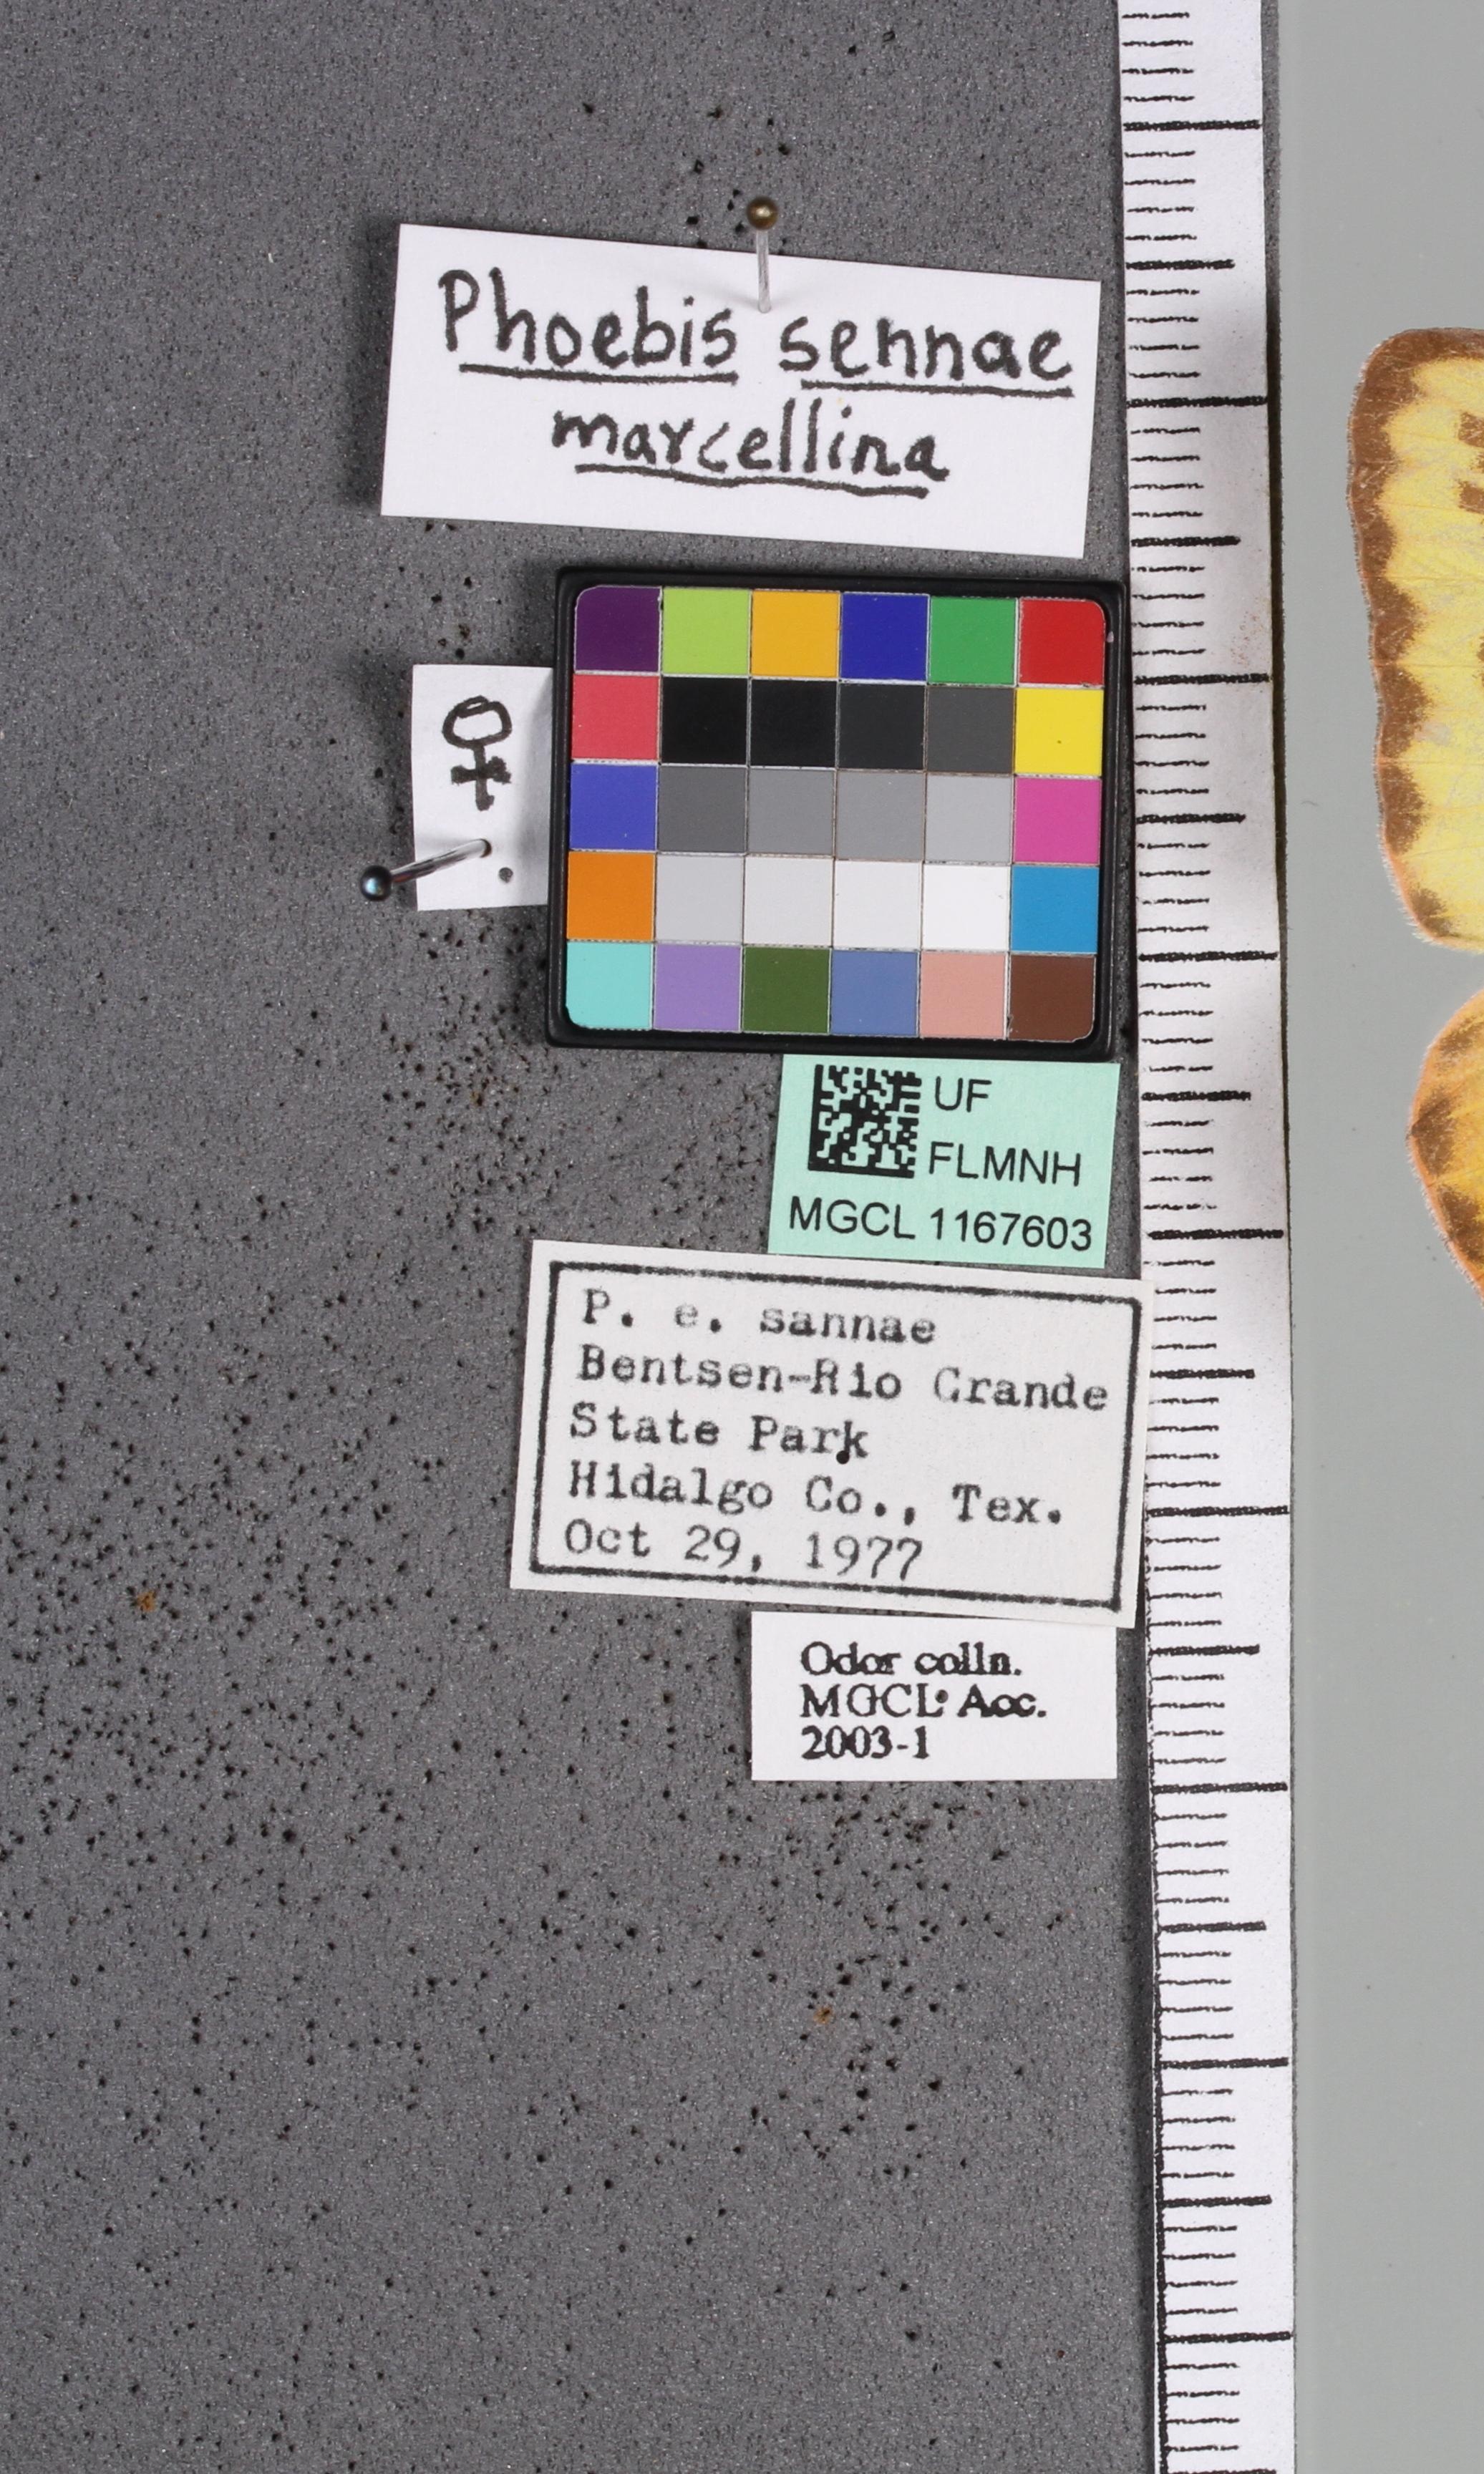 Phoebis sennae
marcellina
♀
UF
FLMNH
MGCL 1167603
P. e. sannae
Bentsen-Rio Grande
State Park
Hidalgo Co., Tex.
Oct 29, 1977
Odor colln.
MGCL Acc.
2003-1